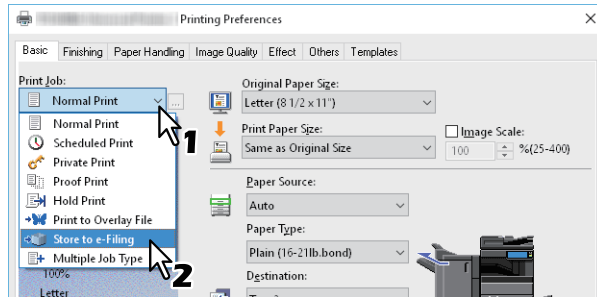 Printing Preferences
Basic Finishing Paper Handling Image Quality Effect Others Templates
Print Job:
Normal Print
Normal Print
Scheduled Print
Private Print
Proof Print
Hold Print
Print to Overlay File
Store to e-Filing
Multiple Job Type
100%
Letter
1
2
Original Paper Size:
Letter (8 1/2 x 11")
Print Paper Size:
Same as Original Size
Image Scale:
100 %(25-400)
Paper Source:
Auto
Paper Type:
Plain (16-21lb.bond)
Destination: